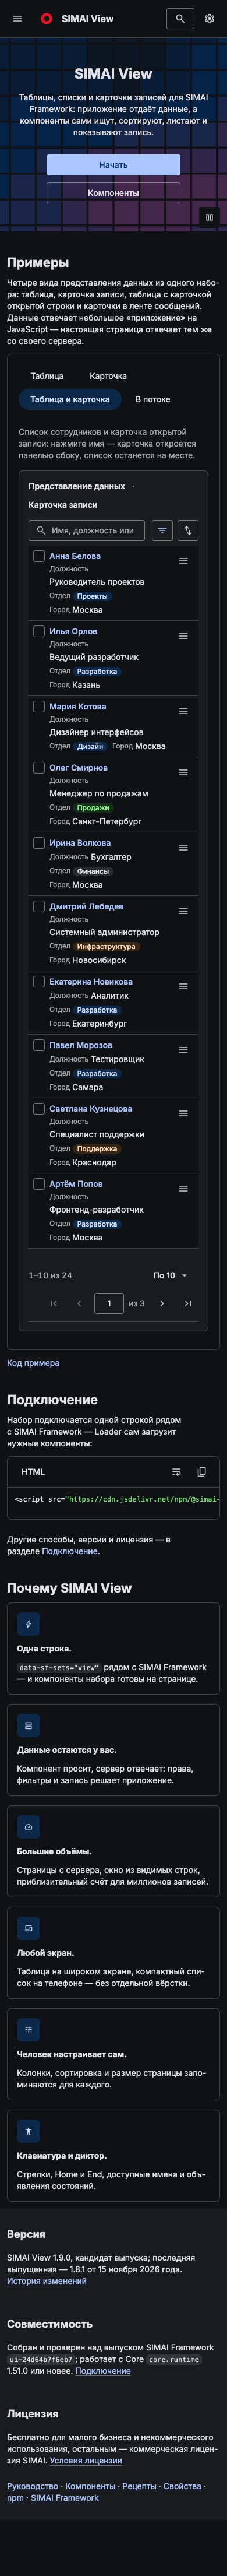 SIMAI View
SIMAI View
Таблицы, списки и карточки записей для SIMAI
Framework: приложение отдаёт данные, а
компоненты сами ищут, сортируют, листают и
показывают запись.
Начать
Компоненты
Примеры
Четыре вида представления данных из одного набо-
ра: таблица, карточка записи, таблица с карточкой
открытой строки и карточки в ленте сообщений.
Данные отвечает небольшое «приложение» на
JavaScript — настоящая страница отвечает тем же
со своего сервера.
Таблица
Карточка
Таблица и карточка
В потоке
Список сотрудников и карточка открытой
записи: нажмите имя — карточка откроется
панелью сбоку, список останется на месте.
Представление данных ·
Карточка записи
Имя, должность или
Анна Белова
Должность
Руководитель проектов
Отдел Проекты
Город Москва
Илья Орлов
Должность
Ведущий разработчик
Отдел Разработка
Город Казань
Мария Котова
Должность
Дизайнер интерфейсов
Отдел Дизайн Город Москва
Олег Смирнов
Должность
Менеджер по продажам
Отдел Продажи
Город Санкт-Петербург
Ирина Волкова
Должность Бухгалтер
Отдел Финансы
Город Москва
Дмитрий Лебедев
Должность
Системный администратор
Отдел Инфраструктура
Город Новосибирск
Екатерина Новикова
Должность Аналитик
Отдел Разработка
Город Екатеринбург
Павел Морозов
Должность Тестировщик
Отдел Разработка
Город Самара
Светлана Кузнецова
Должность
Специалист поддержки
Отдел Поддержка
Город Краснодар
Артём Попов
Должность
Фронтенд-разработчик
Отдел Разработка
Город Москва
1–10 из 24
По 10
1 из 3
Код примера
Подключение
Набор подключается одной строкой рядом
с SIMAI Framework — Loader сам загрузит
нужные компоненты:
HTML
<script src="https://cdn.jsdelivr.net/npm/@simai-
Другие способы, версии и лицензия — в
разделе Подключение.
Почему SIMAI View
Одна строка.
data-sf-sets="view" рядом с SIMAI Framework
— и компоненты набора готовы на странице.
Данные остаются у вас.
Компонент просит, сервер отвечает: права,
фильтры и запись решает приложение.
Большие объёмы.
Страницы с сервера, окно из видимых строк,
приблизительный счёт для миллионов записей.
Любой экран.
Таблица на широком экране, компактный спи-
сок на телефоне — без отдельной вёрстки.
Человек настраивает сам.
Колонки, сортировка и размер страницы запо-
минаются для каждого.
Клавиатура и диктор.
Стрелки, Home и End, доступные имена и объ-
явления состояний.
Версия
SIMAI View 1.9.0, кандидат выпуска; последняя
выпущенная — 1.8.1 от 15 ноября 2026 года.
История изменений
Совместимость
Собран и проверен над выпуском SIMAI Framework
ui-24d64b7f6eb7; работает с Core core.runtime
1.51.0 или новее. Подключение
Лицензия
Бесплатно для малого бизнеса и некоммерческого
использования, остальным — коммерческая лицен-
зия SIMAI. Условия лицензии
Руководство · Компоненты · Рецепты · Свойства ·
npm · SIMAI Framework